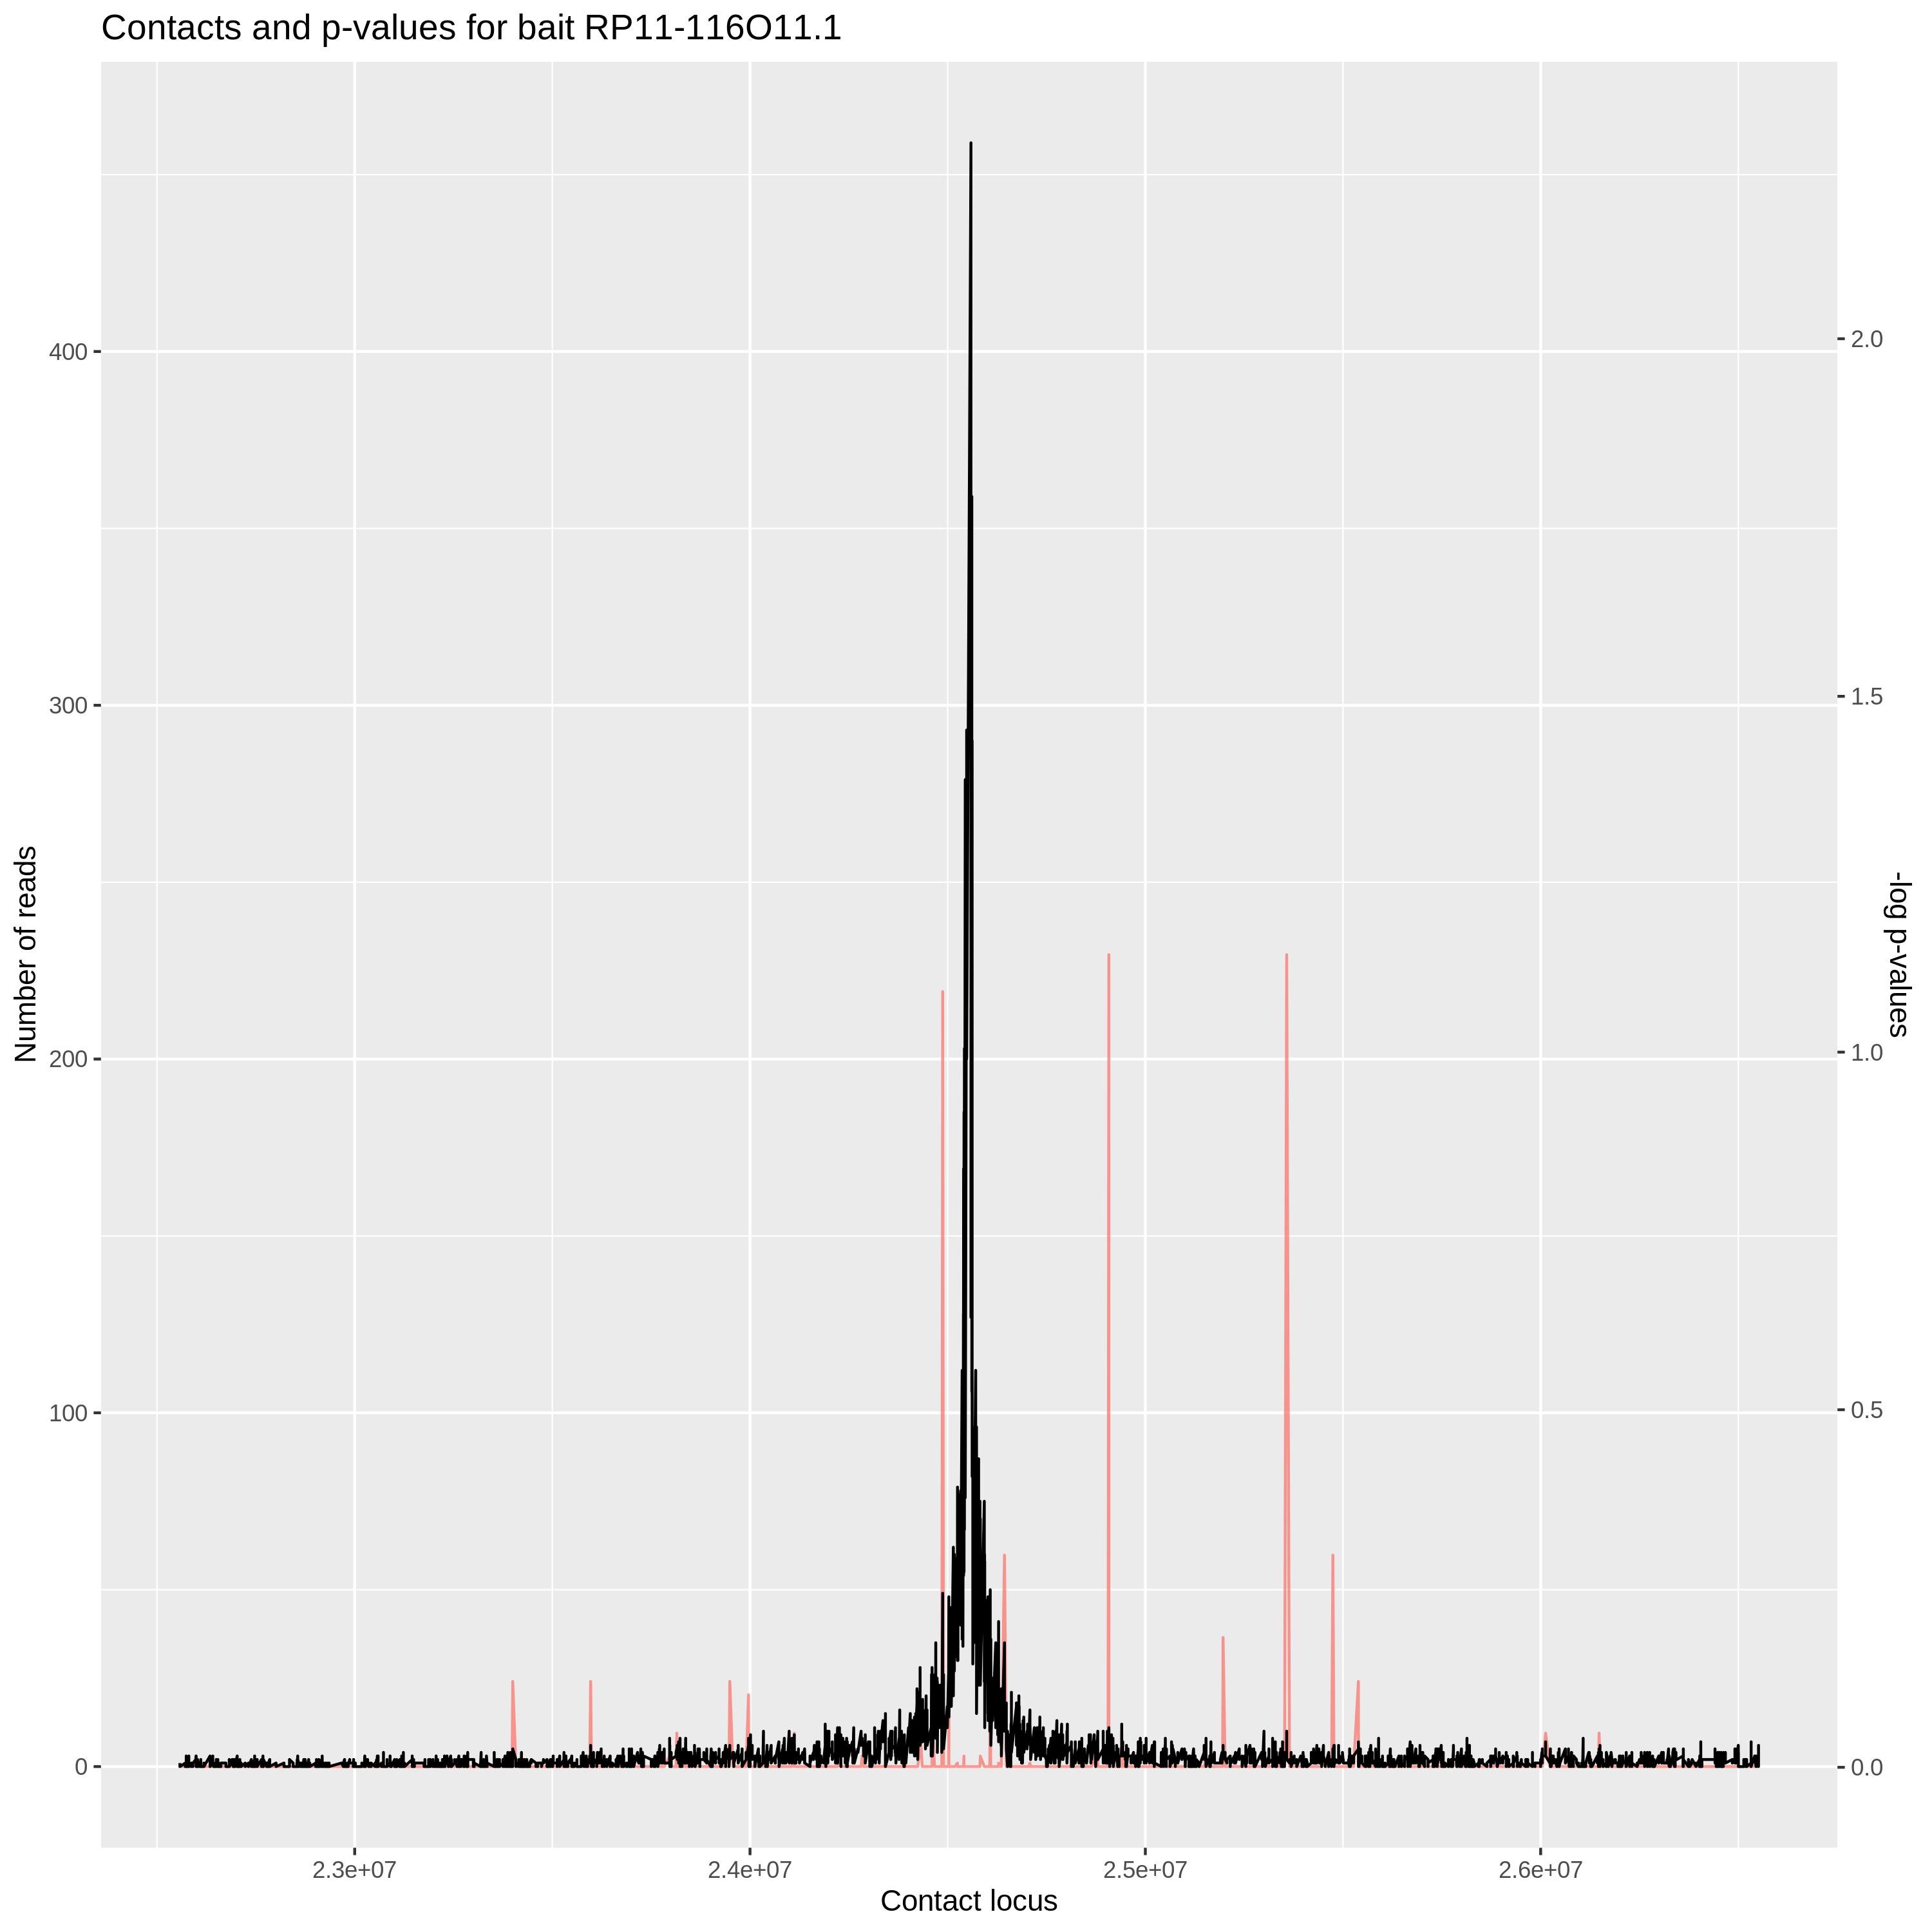 Contacts and p-values for bait RP11-116O11.1
400
300
200
100
0
Number of reads
2.0
1.5
1.0
0.5
0.0
-log p-values
2.3e+07
2.4e+07
2.5e+07
2.6e+07
Contact locus